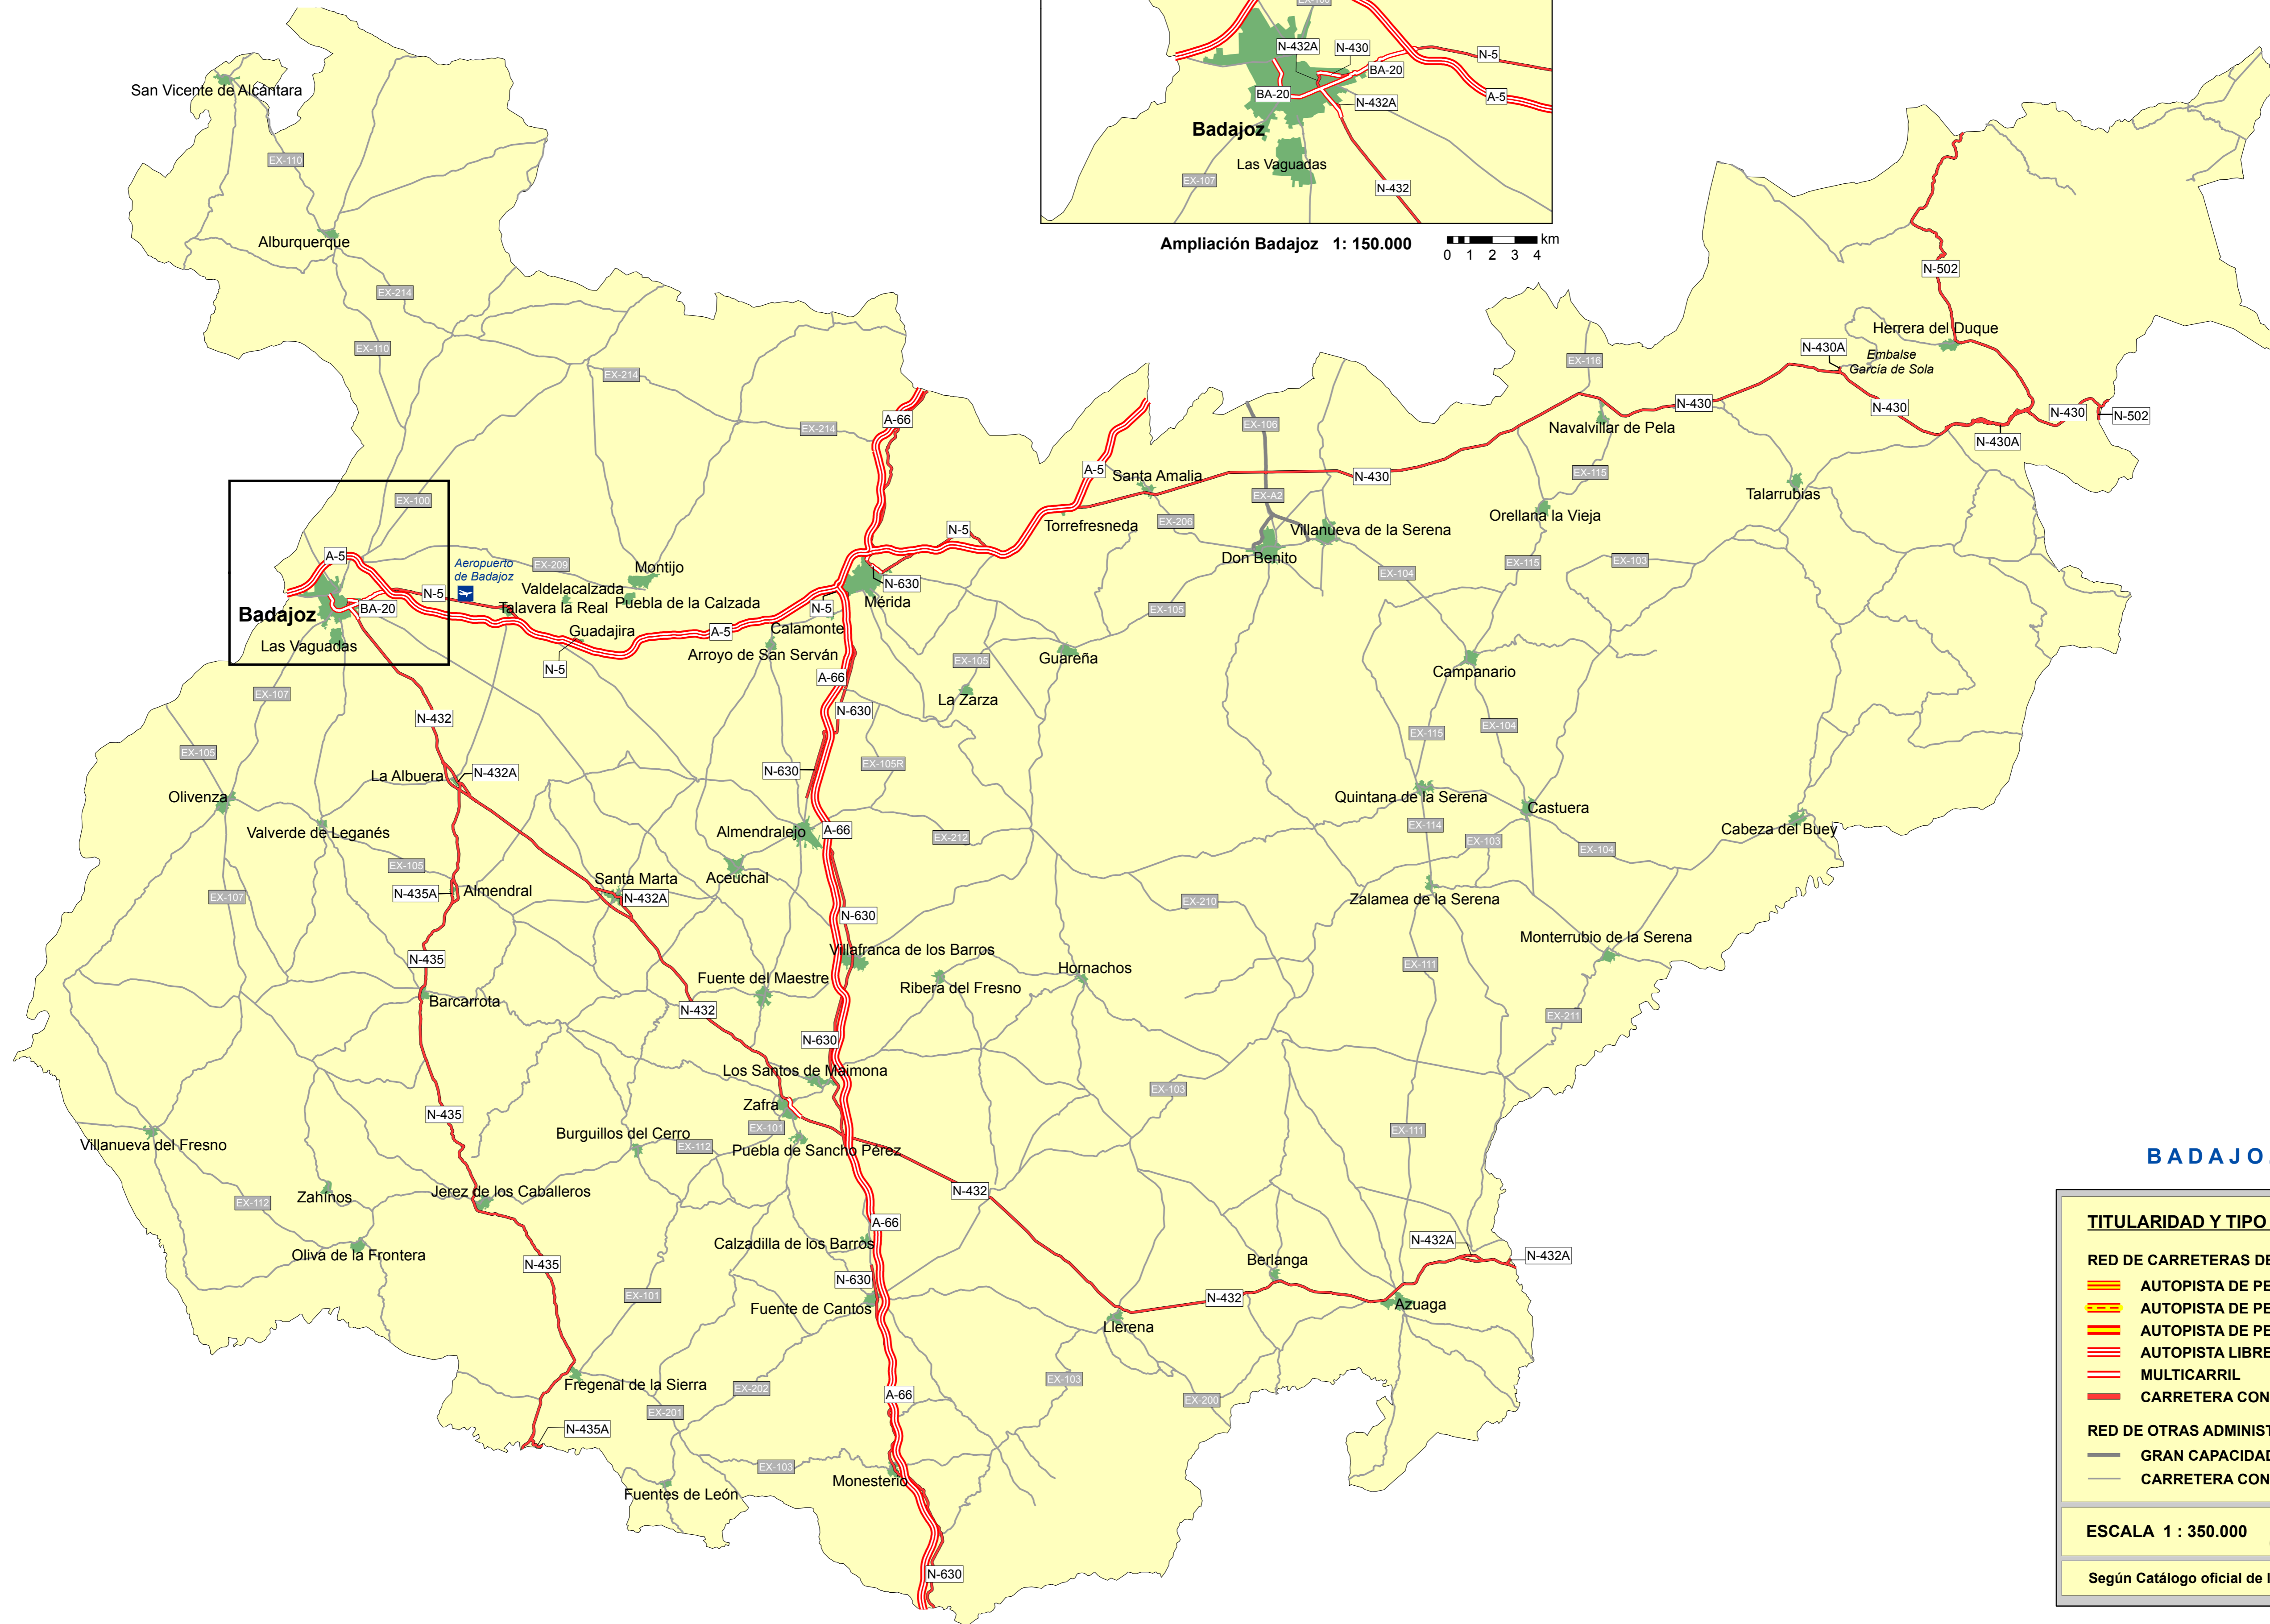 EX-100
N-432A
N-430
N-5
BA-20
A-5
BA-20
N-432A
Badajoz
Las Vaguadas
EX-107
N-432
Ampliación Badajoz 1: 150.000
km
0 1 2 3 4
San Vicente de Alcántara
EX-110
Alburquerque
EX-214
EX-110
EX-214
EX-214
A-66
N-502
Herrera del Duque
N-430A
Embalse
García de Sola
EX-116
N-430
N-430
N-430
N-502
N-430A
Navalvillar de Pela
EX-106
A-5
Santa Amalia
N-430
EX-115
Talarrubias
EX-100
EX-A2
Orellana la Vieja
Torrefresneda
EX-206
Villanueva de la Serena
Don Benito
N-5
A-5
Aeropuerto
de Badajoz
EX-209
Montijo
EX-115
EX-103
EX-104
N-5
Valdelacalzada
Puebla de la Calzada
Talavera la Real
N-630
Mérida
N-5
BA-20
Badajoz
EX-105
Guadajira
A-5
Calamonte
Las Vaguadas
Arroyo de San Serván
N-5
EX-105
Guareña
Campanario
A-66
EX-107
La Zarza
N-432
N-630
EX-104
EX-115
EX-105
EX-105R
N-630
La Albuera
N-432A
Olivenza
Quintana de la Serena
Castuera
Valverde de Leganés
Almendralejo
A-66
EX-212
EX-114
EX-103
EX-104
Cabeza del Buey
EX-105
Santa Marta
Aceuchal
N-435A
Almendral
N-432A
EX-107
EX-210
Zalamea de la Serena
N-630
Monterrubio de la Serena
Villafranca de los Barros
N-435
Fuente del Maestre
Ribera del Fresno
Hornachos
EX-111
Barcarrota
N-432
EX-211
N-630
Los Santos de Maimona
EX-103
Zafra
N-435
EX-101
EX-111
Burguillos del Cerro
EX-112
Puebla de Sancho Pérez
Villanueva del Fresno
Zahínos
Jerez de los Caballeros
EX-112
N-432
A-66
Calzadilla de los Barros
Oliva de la Frontera
N-435
N-432A
N-432A
Berlanga
N-630
EX-101
Fuente de Cantos
N-432
Azuaga
Llerena
Fregenal de la Sierra
EX-202
A-66
EX-103
EX-200
EX-201
N-435A
EX-103
Monesterio
Fuentes de León
N-630
BADAJO
TITULARIDAD Y TIPO
RED DE CARRETERAS DE
AUTOPISTA DE PE
AUTOPISTA DE PE
AUTOPISTA DE PE
AUTOPISTA LIBRE
MULTICARRIL
CARRETERA CON
RED DE OTRAS ADMINIST
GRAN CAPACIDAD
CARRETERA CON
ESCALA 1 : 350.000
Según Catálogo oficial de